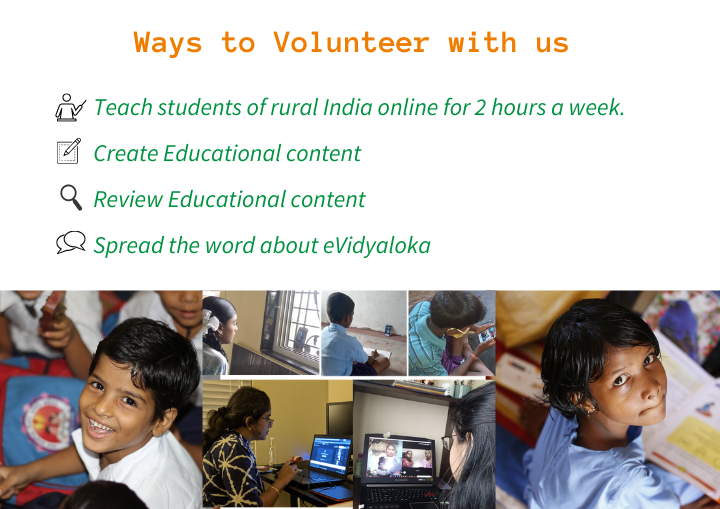 Ways to Volunteer with us
Teach students of rural India online for 2 hours a week.
Create Educational content
Review Educational content
Spread the word about eVidyaloka